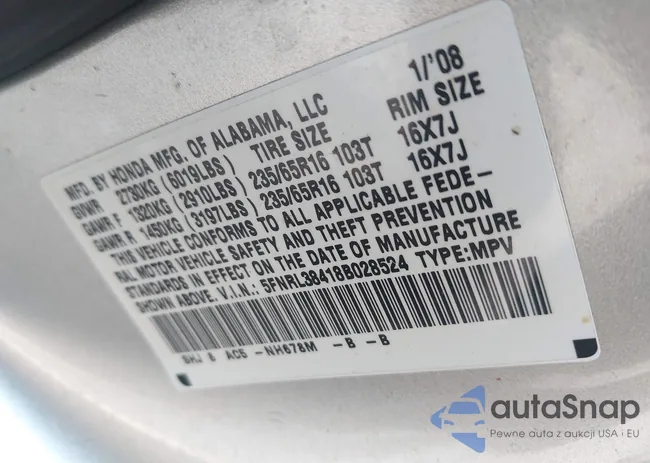 MFD. BY HONDA MFG. OF ALABAMA, LLC 1/'08
GVWR 2730KG (6019LBS) TIRE SIZE RIM SIZE
GAWR F 1320KG (2910LBS) 235/65R16 103T 16X7J
GAWR R 1450KG (3197LBS) 235/65R16 103T 16X7J
THIS VEHICLE CONFORMS TO ALL APPLICABLE FEDE-
RAL MOTOR VEHICLE SAFETY AND THEFT PREVENTION
STANDARDS IN EFFECT ON THE DATE OF MANUFACTURE
SHOWN ABOVE. V.I.N.: 5FNRL38418B028524 TYPE:MPV
SHJ 8 AC5 -NH678M -B -B
autaSnap
Pewne auta z aukcji USA i EU